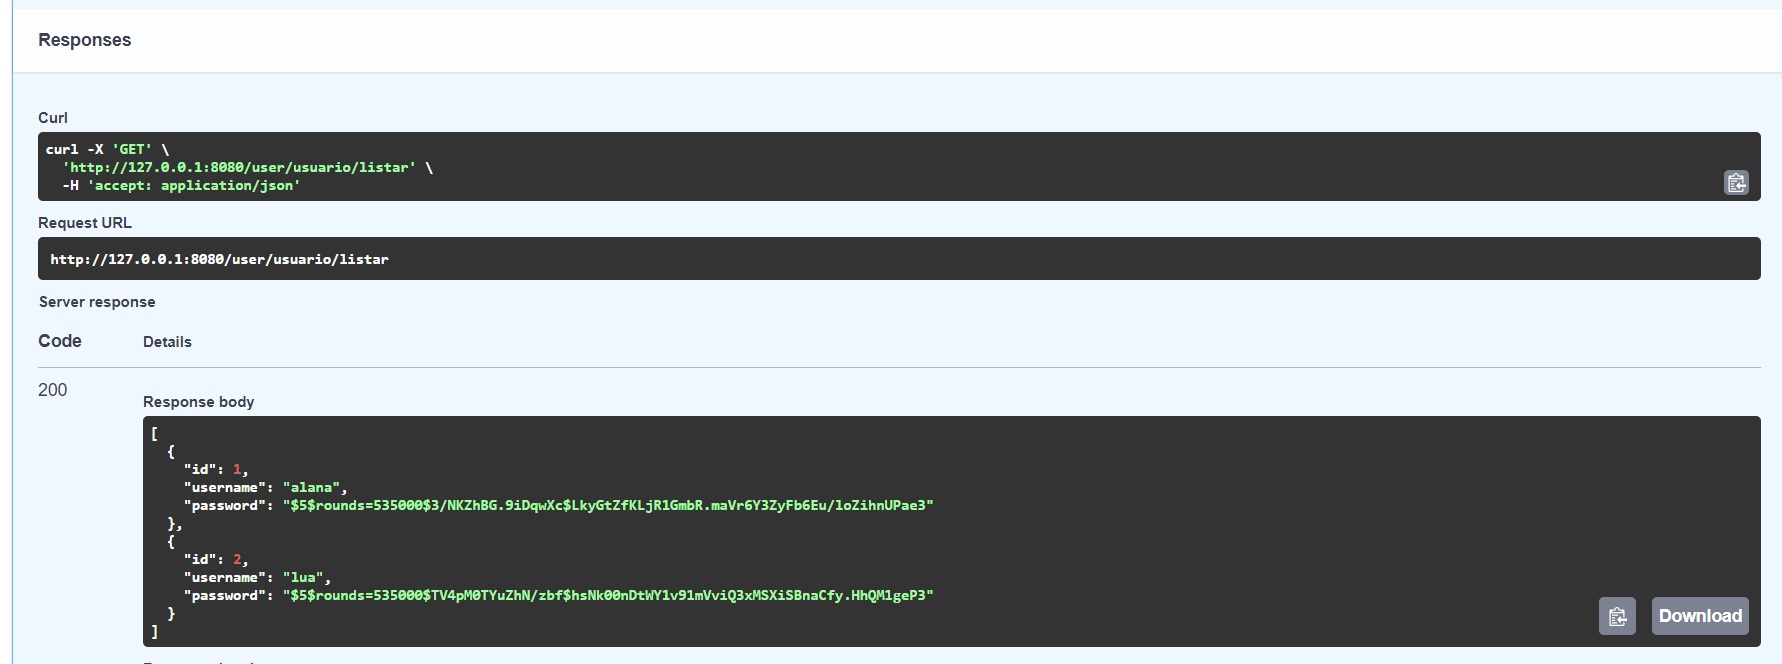 Responses
Curl
curl -X 'GET' \
'http://127.0.0.1:8080/user/usuario/listar' \
-H 'accept: application/json'
Request URL
http://127.0.0.1:8080/user/usuario/listar
Server response
Code Details
200
Response body
[
{
"id": 1,
"username": "alana",
"password": "$5$rounds=535000$3/NKZhBG.9iDqwXc$LkyGtZfKLjR1GmbR.maVr6Y3ZyFb6Eu/loZihnUPae3"
},
{
"id": 2,
"username": "lua",
"password": "$5$rounds=535000$TV4pM0TYuZhN/zbf$hsNk00nDtWY1v91mVviQ3xMSXiSBnaCfy.HhQM1geP3"
}
]
Download